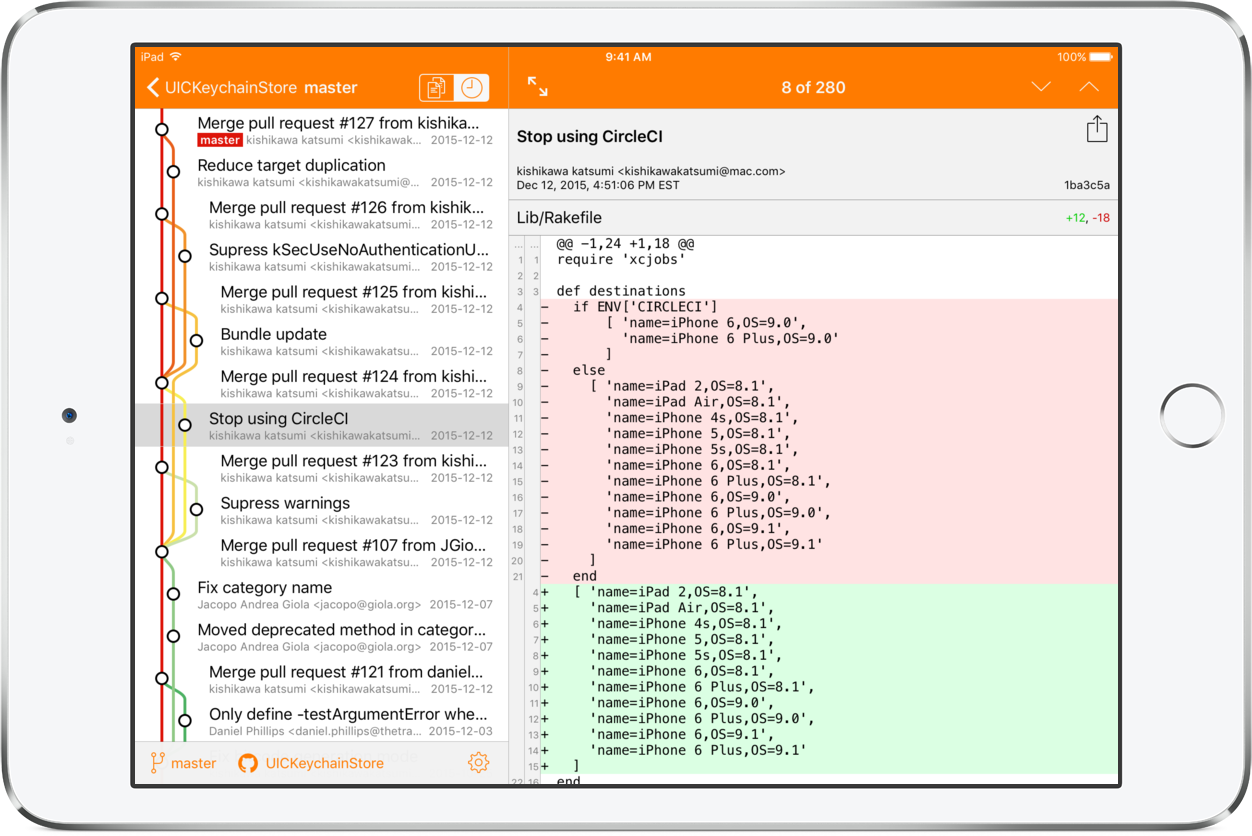 iPad
9:41 AM
100%
UICKeychainStore master
8 of 280
Merge pull request #127 from kishika...
master kishikawa katsumi <kishikawak... 2015-12-12
Reduce target duplication
kishikawa katsumi <kishikawakatsumi@... 2015-12-12
Merge pull request #126 from kishik...
kishikawa katsumi <kishikawakatsumi... 2015-12-12
Supress kSecUseNoAuthenticationU...
kishikawa katsumi <kishikawakatsumi... 2015-12-12
Merge pull request #125 from kishi...
kishikawa katsumi <kishikawakatsu... 2015-12-12
Bundle update
kishikawa katsumi <kishikawakatsu... 2015-12-12
Merge pull request #124 from kishi...
kishikawa katsumi <kishikawakatsu... 2015-12-12
Stop using CircleCI
kishikawa katsumi <kishikawakatsumi... 2015-12-12
Merge pull request #123 from kishi...
kishikawa katsumi <kishikawakatsu... 2015-12-12
Supress warnings
kishikawa katsumi <kishikawakatsu... 2015-12-12
Merge pull request #107 from JGio...
kishikawa katsumi <kishikawakatsu... 2015-12-12
Fix category name
Jacopo Andrea Giola <jacopo@giola.org> 2015-12-07
Moved deprecated method in categor...
Jacopo Andrea Giola <jacopo@giola.org> 2015-12-07
Merge pull request #121 from daniel...
kishikawa katsumi <kishikawakatsumi... 2015-12-12
Only define -testArgumentError whe...
Daniel Phillips <daniel.phillips@thetra... 2015-12-03
master UICKeychainStore
Stop using CircleCI
kishikawa katsumi <kishikawakatsumi@mac.com>
Dec 12, 2015, 4:51:06 PM EST 1ba3c5a
Lib/Rakefile +12, -18
... ... @@ −1,24 +1,18 @@
1 1 require 'xcjobs'
2 2
3 3 def destinations
4 − if ENV['CIRCLECI']
5 − [ 'name=iPhone 6,OS=9.0',
6 − 'name=iPhone 6 Plus,OS=9.0'
7 − ]
8 − else
9 − [ 'name=iPad 2,OS=8.1',
10 − 'name=iPad Air,OS=8.1',
11 − 'name=iPhone 4s,OS=8.1',
12 − 'name=iPhone 5,OS=8.1',
13 − 'name=iPhone 5s,OS=8.1',
14 − 'name=iPhone 6,OS=8.1',
15 − 'name=iPhone 6 Plus,OS=8.1',
16 − 'name=iPhone 6,OS=9.0',
17 − 'name=iPhone 6 Plus,OS=9.0',
18 − 'name=iPhone 6,OS=9.1',
19 − 'name=iPhone 6 Plus,OS=9.1'
20 − ]
21 − end
4 + [ 'name=iPad 2,OS=8.1',
5 + 'name=iPad Air,OS=8.1',
6 + 'name=iPhone 4s,OS=8.1',
7 + 'name=iPhone 5,OS=8.1',
8 + 'name=iPhone 5s,OS=8.1',
9 + 'name=iPhone 6,OS=8.1',
10 + 'name=iPhone 6 Plus,OS=8.1',
11 + 'name=iPhone 6,OS=9.0',
12 + 'name=iPhone 6 Plus,OS=9.0',
13 + 'name=iPhone 6,OS=9.1',
14 + 'name=iPhone 6 Plus,OS=9.1'
15 + ]
22 16 end